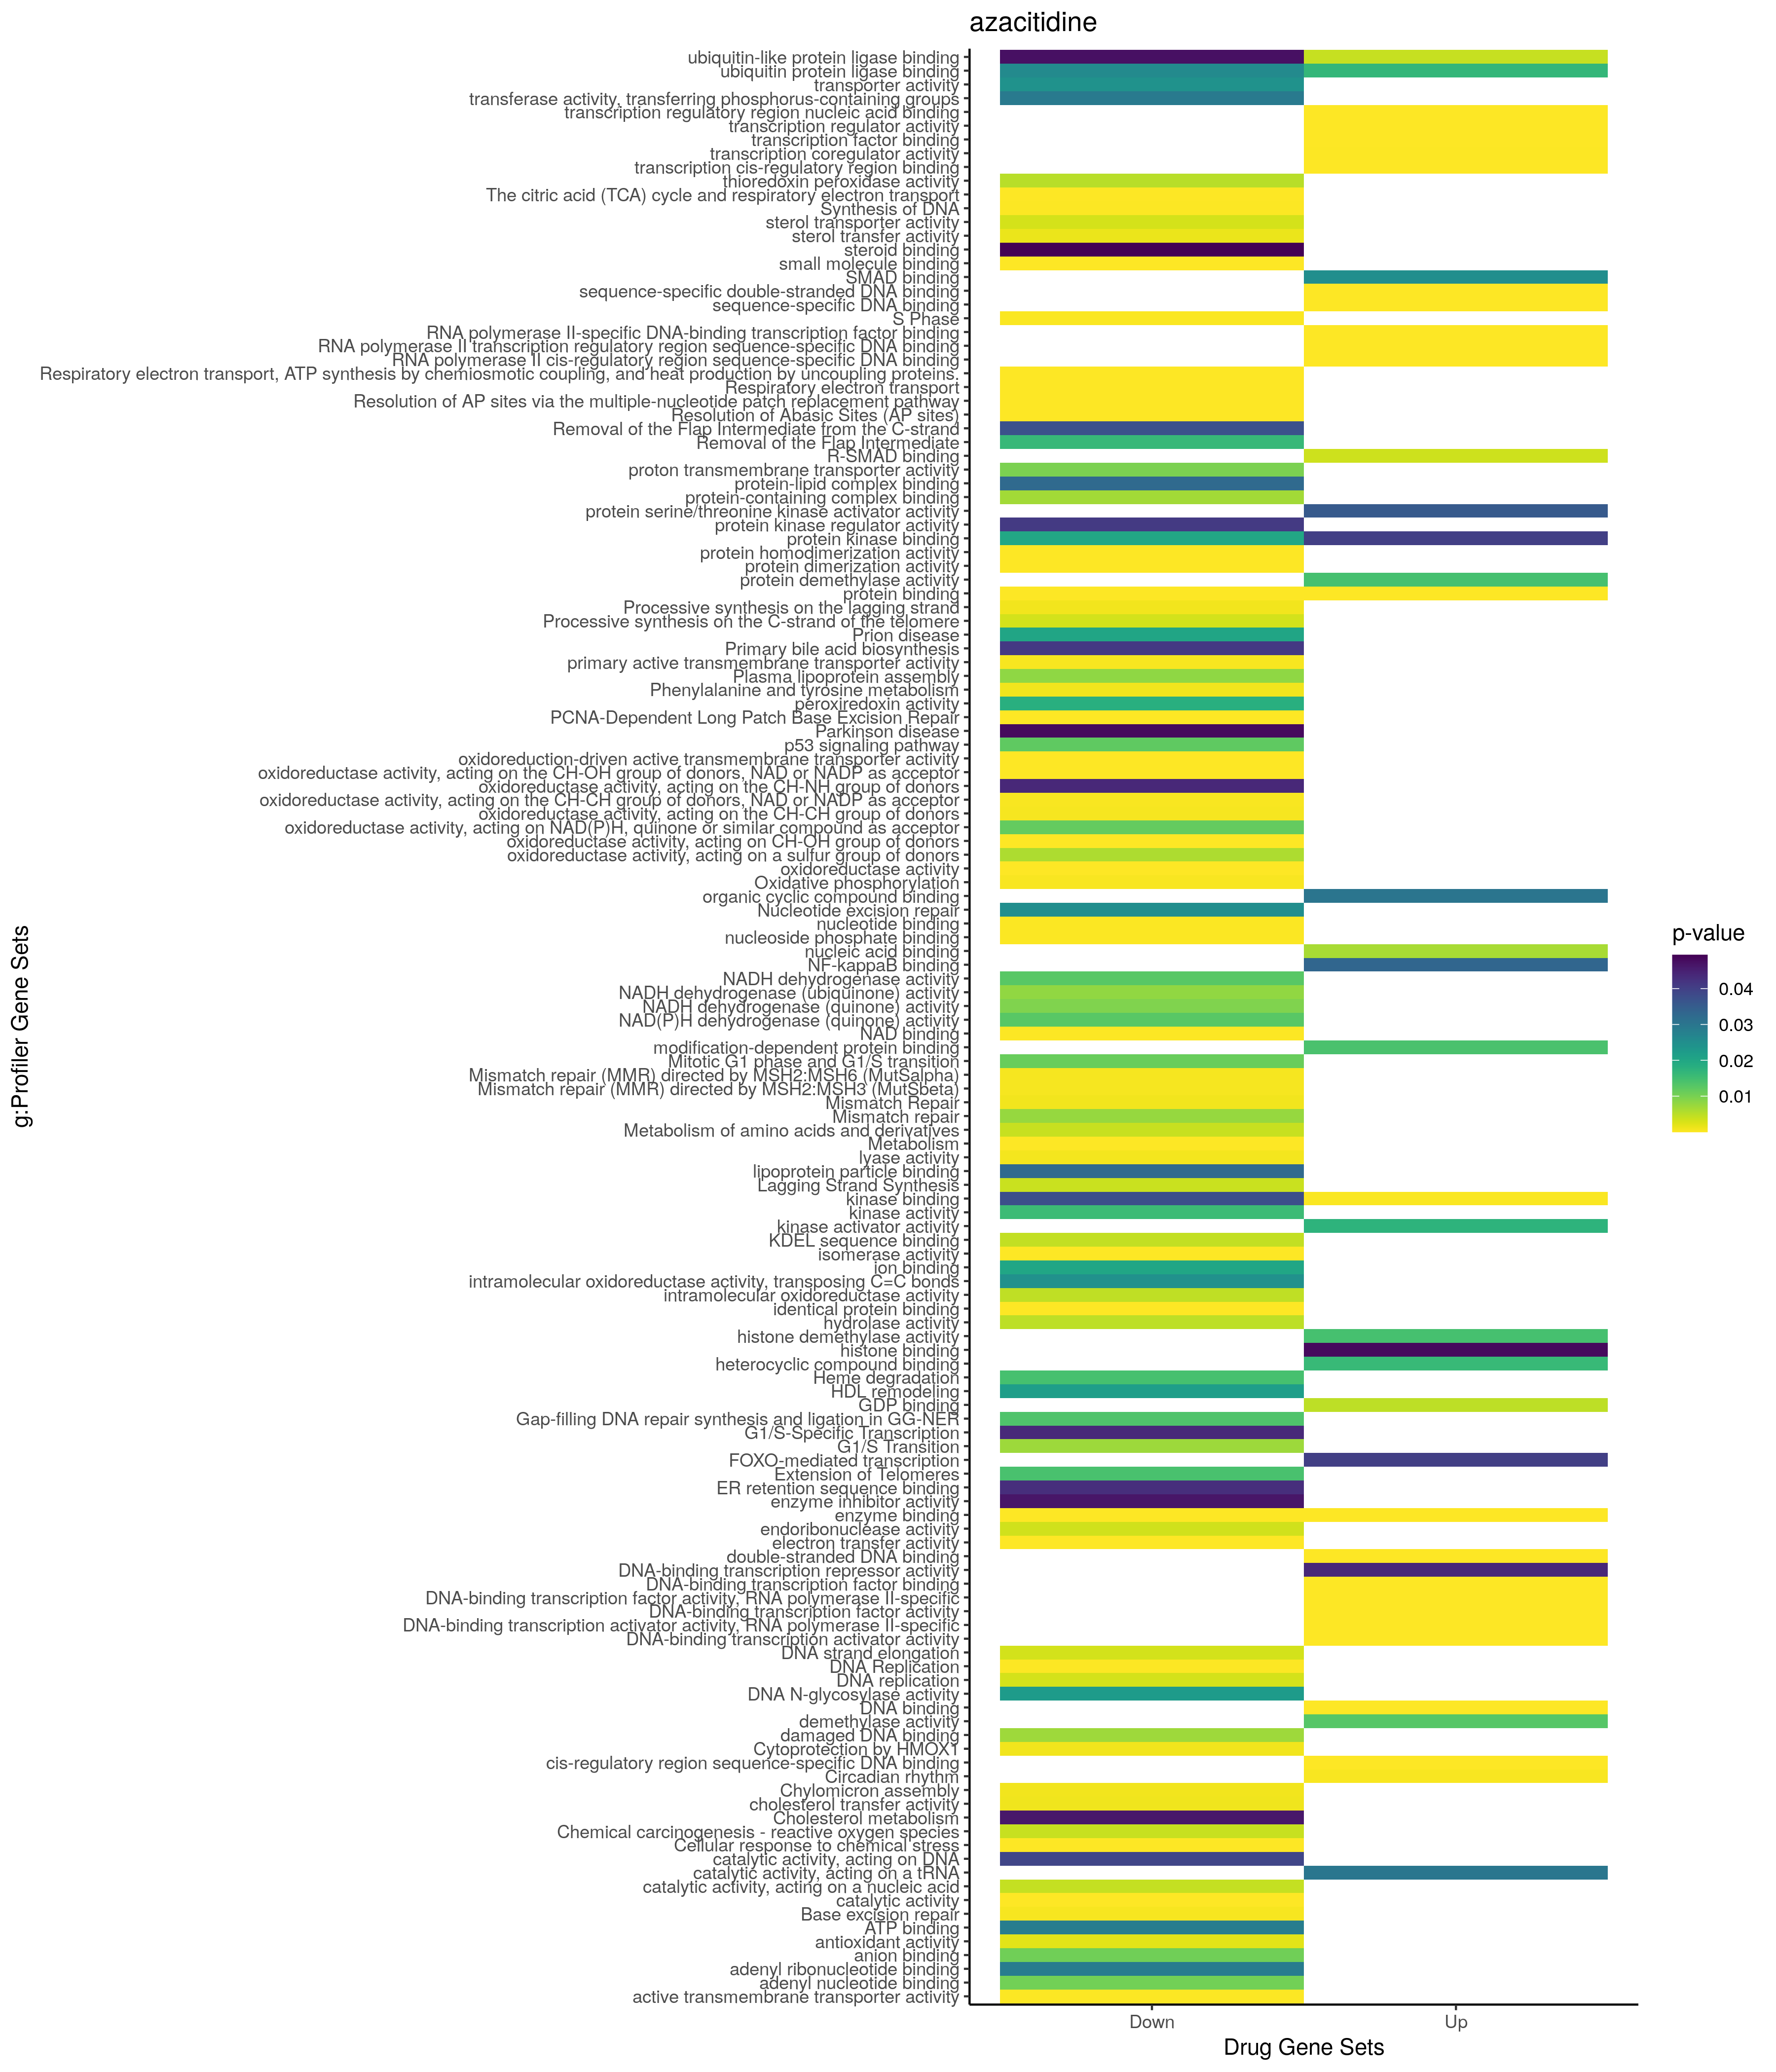 azacitidine
ubiquitin-like protein ligase binding
ubiquitin protein ligase binding
transporter activity
transferase activity, transferring phosphorus-containing groups
transcription regulatory region nucleic acid binding
transcription regulator activity
transcription factor binding
transcription coregulator activity
transcription cis-regulatory region binding
thioredoxin peroxidase activity
The citric acid (TCA) cycle and respiratory electron transport
Synthesis of DNA
sterol transporter activity
sterol transfer activity
steroid binding
small molecule binding
SMAD binding
sequence-specific double-stranded DNA binding
sequence-specific DNA binding
S Phase
RNA polymerase II-specific DNA-binding transcription factor binding
RNA polymerase II transcription regulatory region sequence-specific DNA binding
RNA polymerase II cis-regulatory region sequence-specific DNA binding
Respiratory electron transport, ATP synthesis by chemiosmotic coupling, and heat production by uncoupling proteins.
Respiratory electron transport
Resolution of AP sites via the multiple-nucleotide patch replacement pathway
Resolution of Abasic Sites (AP sites)
Removal of the Flap Intermediate from the C-strand
Removal of the Flap Intermediate
R-SMAD binding
proton transmembrane transporter activity
protein-lipid complex binding
protein-containing complex binding
protein serine/threonine kinase activator activity
protein kinase regulator activity
protein kinase binding
protein homodimerization activity
protein dimerization activity
protein demethylase activity
protein binding
Processive synthesis on the lagging strand
Processive synthesis on the C-strand of the telomere
Prion disease
Primary bile acid biosynthesis
primary active transmembrane transporter activity
Plasma lipoprotein assembly
Phenylalanine and tyrosine metabolism
peroxiredoxin activity
PCNA-Dependent Long Patch Base Excision Repair
Parkinson disease
p53 signaling pathway
oxidoreduction-driven active transmembrane transporter activity
oxidoreductase activity, acting on the CH-OH group of donors, NAD or NADP as acceptor
oxidoreductase activity, acting on the CH-NH group of donors
oxidoreductase activity, acting on the CH-CH group of donors, NAD or NADP as acceptor
oxidoreductase activity, acting on the CH-CH group of donors
oxidoreductase activity, acting on NAD(P)H, quinone or similar compound as acceptor
oxidoreductase activity, acting on CH-OH group of donors
oxidoreductase activity, acting on a sulfur group of donors
oxidoreductase activity
Oxidative phosphorylation
organic cyclic compound binding
Nucleotide excision repair
nucleotide binding
nucleoside phosphate binding
nucleic acid binding
NF-kappaB binding
NADH dehydrogenase activity
NADH dehydrogenase (ubiquinone) activity
NADH dehydrogenase (quinone) activity
NAD(P)H dehydrogenase (quinone) activity
NAD binding
modification-dependent protein binding
Mitotic G1 phase and G1/S transition
Mismatch repair (MMR) directed by MSH2:MSH6 (MutSalpha)
Mismatch repair (MMR) directed by MSH2:MSH3 (MutSbeta)
Mismatch Repair
Mismatch repair
Metabolism of amino acids and derivatives
Metabolism
lyase activity
lipoprotein particle binding
Lagging Strand Synthesis
kinase binding
kinase activity
kinase activator activity
KDEL sequence binding
isomerase activity
ion binding
intramolecular oxidoreductase activity, transposing C=C bonds
intramolecular oxidoreductase activity
identical protein binding
hydrolase activity
histone demethylase activity
histone binding
heterocyclic compound binding
Heme degradation
HDL remodeling
GDP binding
Gap-filling DNA repair synthesis and ligation in GG-NER
G1/S-Specific Transcription
G1/S Transition
FOXO-mediated transcription
Extension of Telomeres
ER retention sequence binding
enzyme inhibitor activity
enzyme binding
endoribonuclease activity
electron transfer activity
double-stranded DNA binding
DNA-binding transcription repressor activity
DNA-binding transcription factor binding
DNA-binding transcription factor activity, RNA polymerase II-specific
DNA-binding transcription factor activity
DNA-binding transcription activator activity, RNA polymerase II-specific
DNA-binding transcription activator activity
DNA strand elongation
DNA Replication
DNA replication
DNA N-glycosylase activity
DNA binding
demethylase activity
damaged DNA binding
Cytoprotection by HMOX1
cis-regulatory region sequence-specific DNA binding
Circadian rhythm
Chylomicron assembly
cholesterol transfer activity
Cholesterol metabolism
Chemical carcinogenesis - reactive oxygen species
Cellular response to chemical stress
catalytic activity, acting on DNA
catalytic activity, acting on a tRNA
catalytic activity, acting on a nucleic acid
catalytic activity
Base excision repair
ATP binding
antioxidant activity
anion binding
adenyl ribonucleotide binding
adenyl nucleotide binding
active transmembrane transporter activity
g:Profiler Gene Sets
Down
Up
Drug Gene Sets
p-value
0.04
0.03
0.02
0.01